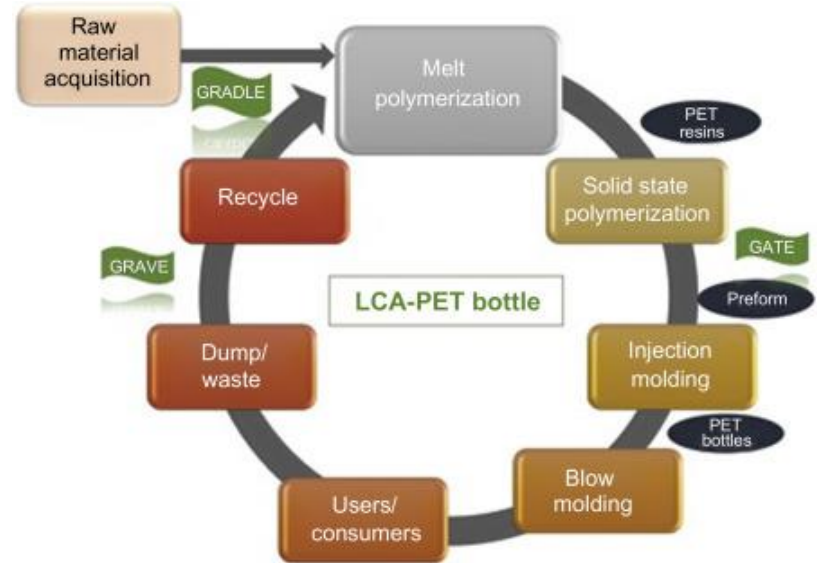 Raw
material
acquisition
Melt
polymerization
GRADLE
PET
resins
Recycle
Solid state
polymerization
GATE
GRAVE
Preform
LCA-PET bottle
Dump/
waste
Injection
molding
PET
bottles
Blow
molding
Users/
consumers